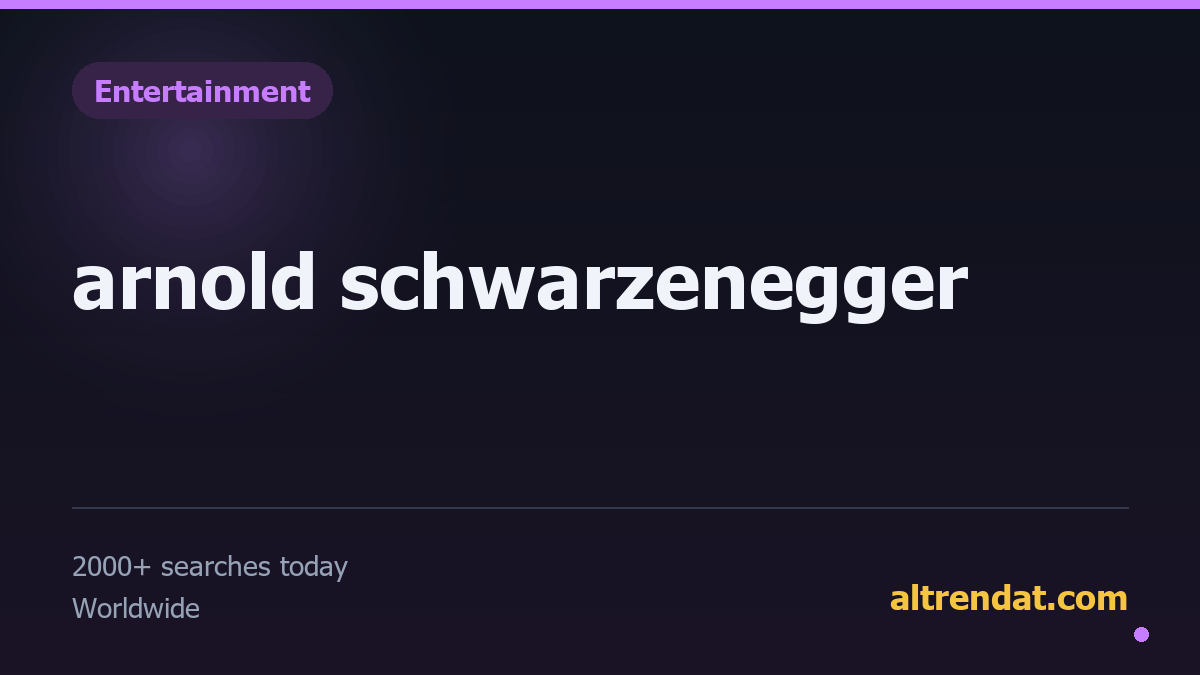 Entertainment
arnold schwarzenegger
2000+ searches today
Worldwide
altrendat.com